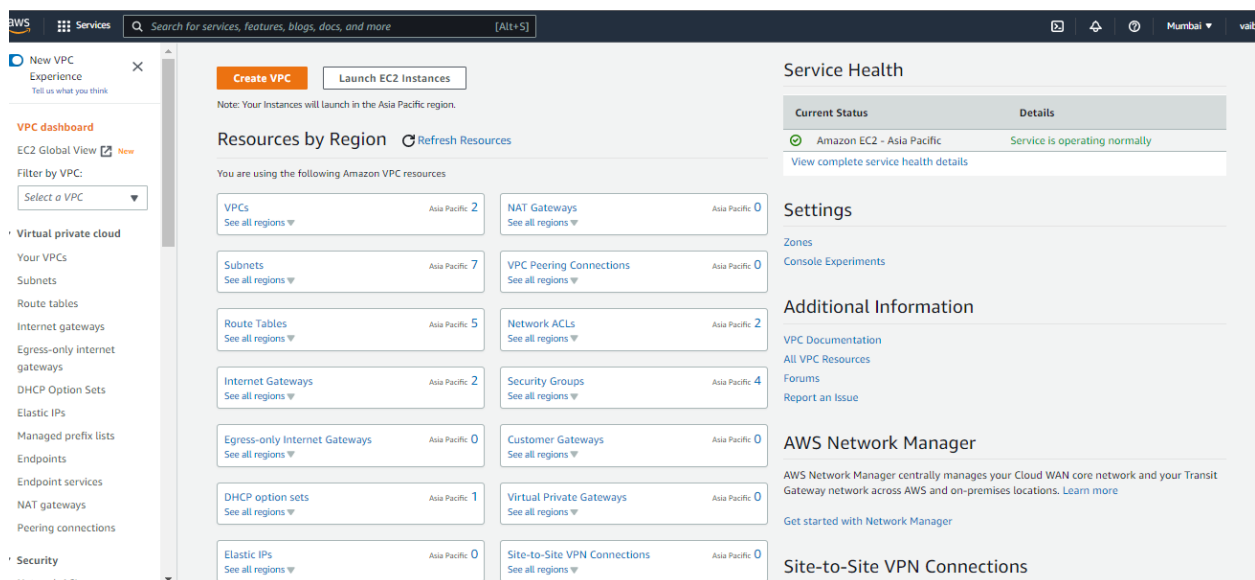 aws
Services
Search for services, features, blogs, docs, and more
[Alt+S]
Mumbai ▼
New VPC
Experience
Tell us what you think
VPC dashboard
EC2 Global View New
Filter by VPC:
Select a VPC
Virtual private cloud
Your VPCs
Subnets
Route tables
Internet gateways
Egress-only internet
gateways
DHCP Option Sets
Elastic IPs
Managed prefix lists
Endpoints
Endpoint services
NAT gateways
Peering connections
Security
Create VPC
Launch EC2 Instances
Note: Your Instances will launch in the Asia Pacific region.
Resources by Region Refresh Resources
You are using the following Amazon VPC resources
VPCs Asia Pacific 2
See all regions ▼
NAT Gateways Asia Pacific 0
See all regions ▼
Subnets Asia Pacific 7
See all regions ▼
VPC Peering Connections Asia Pacific 0
See all regions ▼
Route Tables Asia Pacific 5
See all regions ▼
Network ACLs Asia Pacific 2
See all regions ▼
Internet Gateways Asia Pacific 2
See all regions ▼
Security Groups Asia Pacific 4
See all regions ▼
Egress-only Internet Gateways Asia Pacific 0
See all regions ▼
Customer Gateways Asia Pacific 0
See all regions ▼
DHCP option sets Asia Pacific 1
See all regions ▼
Virtual Private Gateways Asia Pacific 0
See all regions ▼
Elastic IPs Asia Pacific 0
See all regions ▼
Site-to-Site VPN Connections Asia Pacific 0
See all regions ▼
Service Health
Current Status Details
Amazon EC2 - Asia Pacific Service is operating normally
View complete service health details
Settings
Zones
Console Experiments
Additional Information
VPC Documentation
All VPC Resources
Forums
Report an Issue
AWS Network Manager
AWS Network Manager centrally manages your Cloud WAN core network and your Transit
Gateway network across AWS and on-premises locations. Learn more
Get started with Network Manager
Site-to-Site VPN Connections